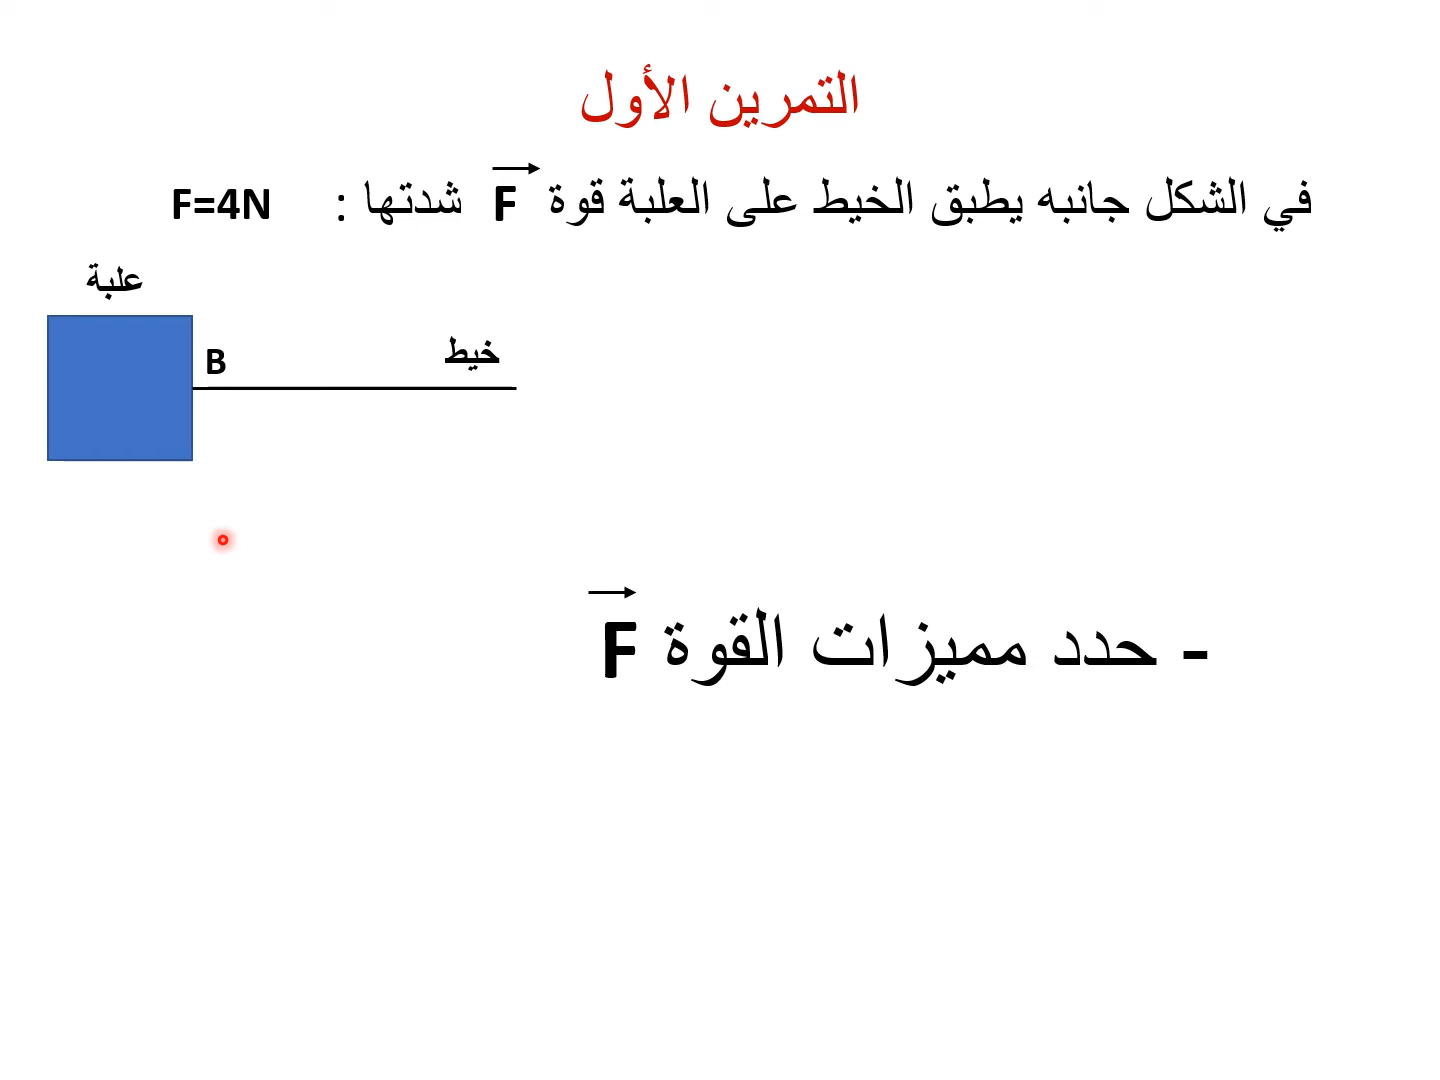 التمرين الأول
في الشكل جانبه يطبق الخيط على العلبة قوة F شدتها : F=4N
علبة
خيط
B
- حدد مميزات القوة F